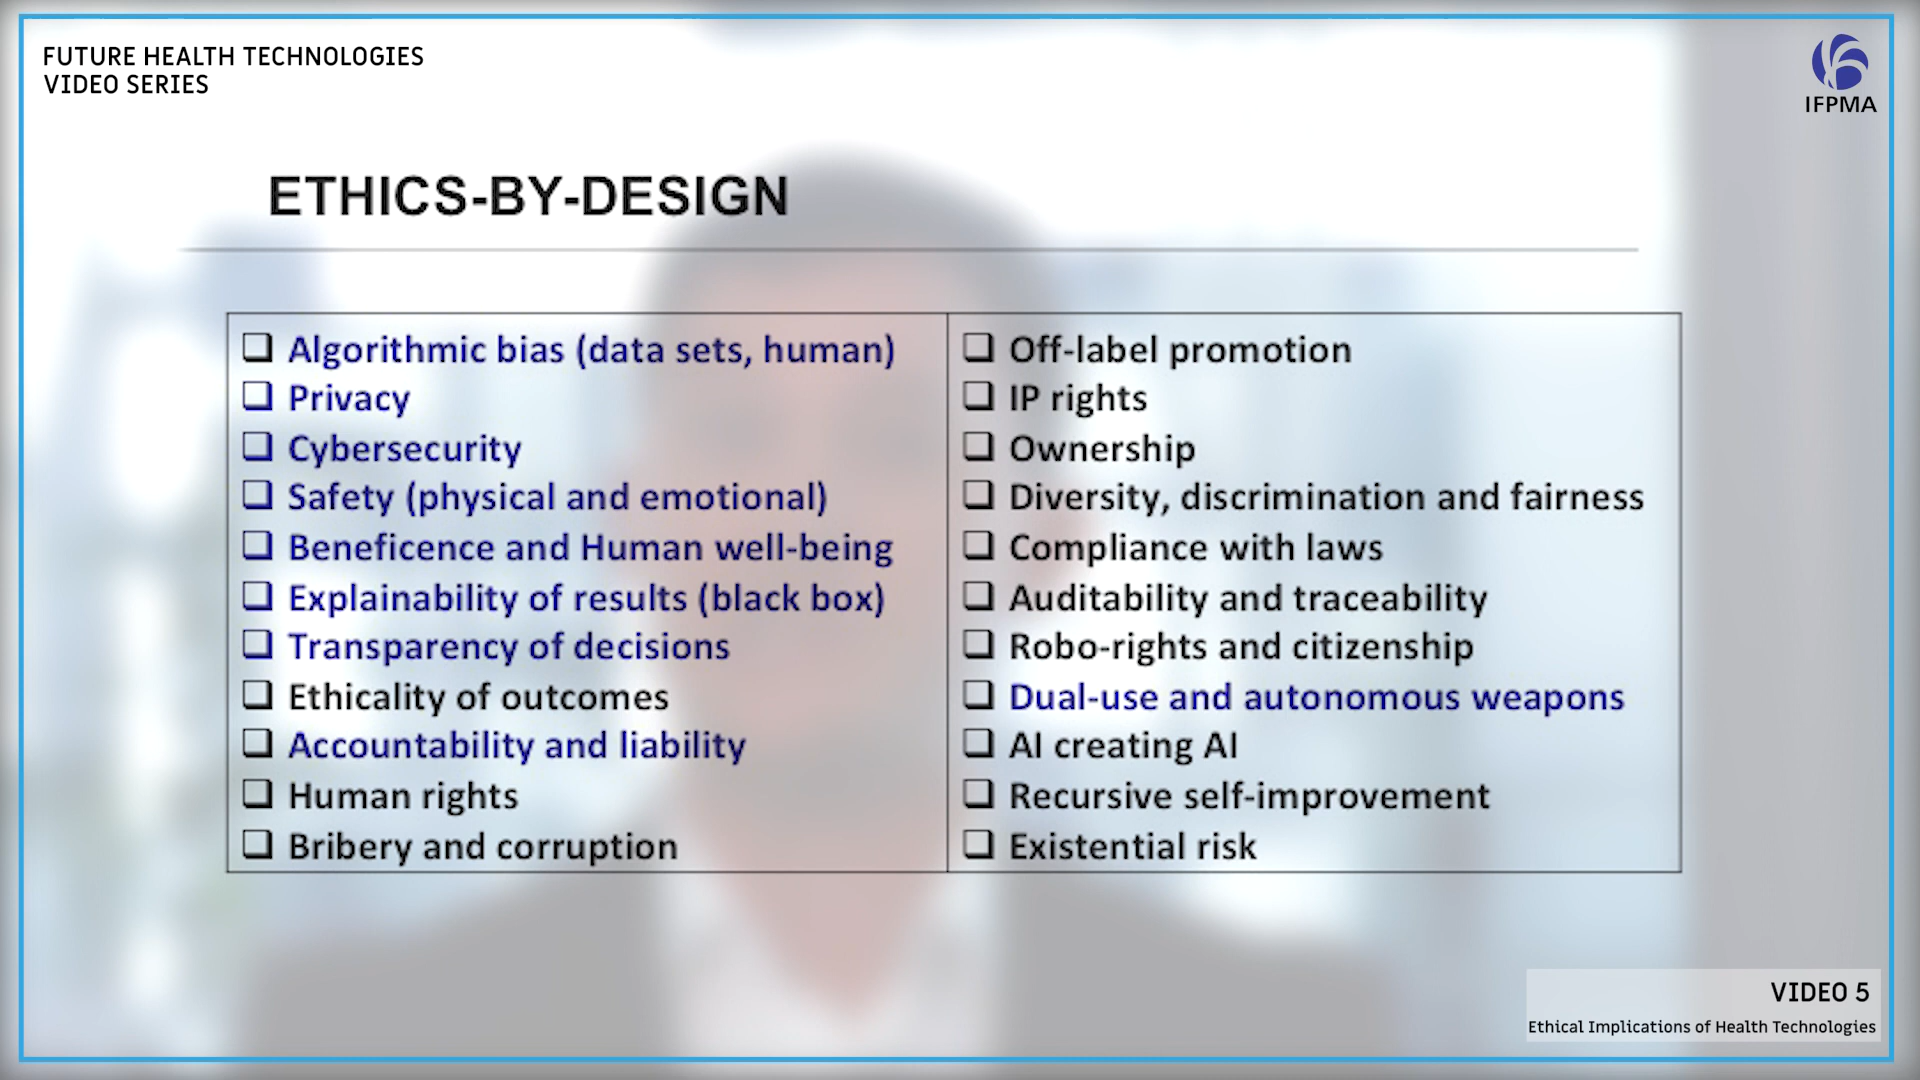 FUTURE HEALTH TECHNOLOGIES
VIDEO SERIES
IFPMA
ETHICS-BY-DESIGN
Algorithmic bias (data sets, human)
Privacy
Cybersecurity
Safety (physical and emotional)
Beneficence and Human well-being
Explainability of results (black box)
Transparency of decisions
Ethicality of outcomes
Accountability and liability
Human rights
Bribery and corruption
Off-label promotion
IP rights
Ownership
Diversity, discrimination and fairness
Compliance with laws
Auditability and traceability
Robo-rights and citizenship
Dual-use and autonomous weapons
AI creating AI
Recursive self-improvement
Existential risk
VIDEO 5
Ethical Implications of Health Technologies